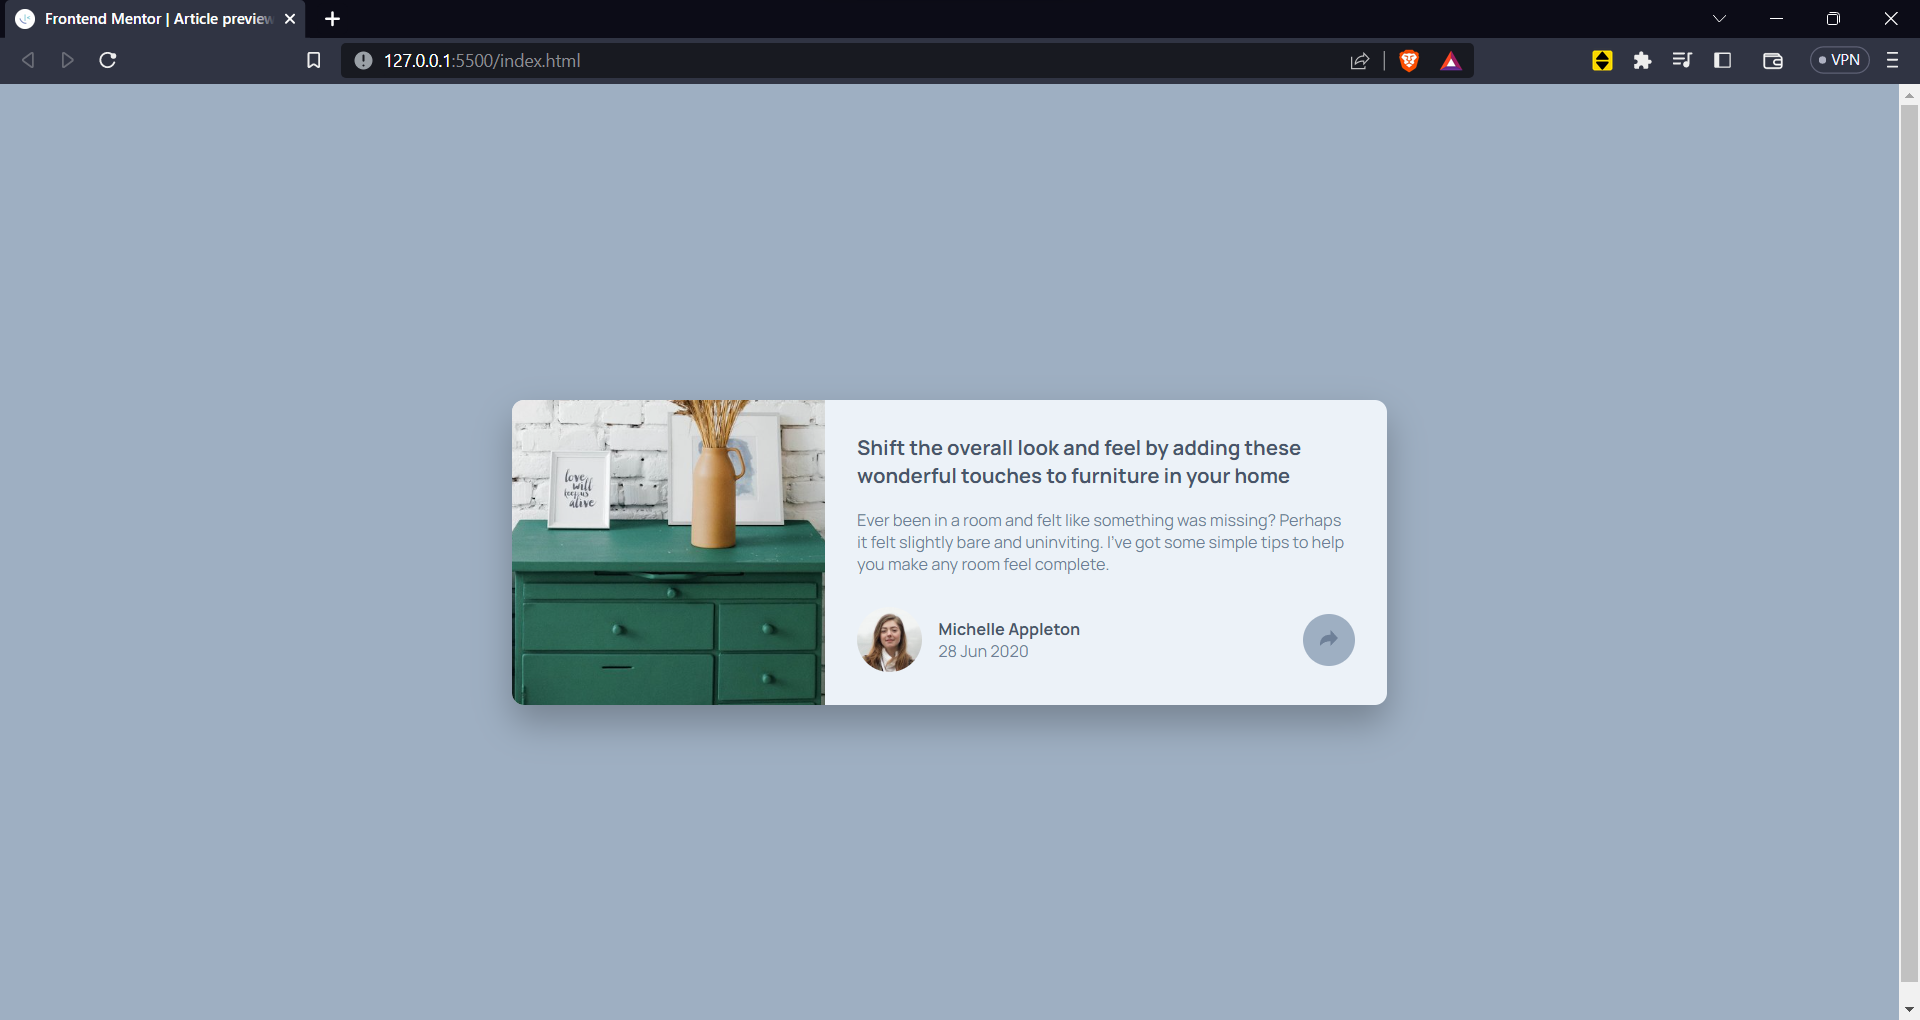 Frontend Mentor | Article preview
127.0.0.1:5500/index.html
VPN
love
will
keep us
alive
Shift the overall look and feel by adding these
wonderful touches to furniture in your home
Ever been in a room and felt like something was missing? Perhaps
it felt slightly bare and uninviting. I've got some simple tips to help
you make any room feel complete.
Michelle Appleton
28 Jun 2020